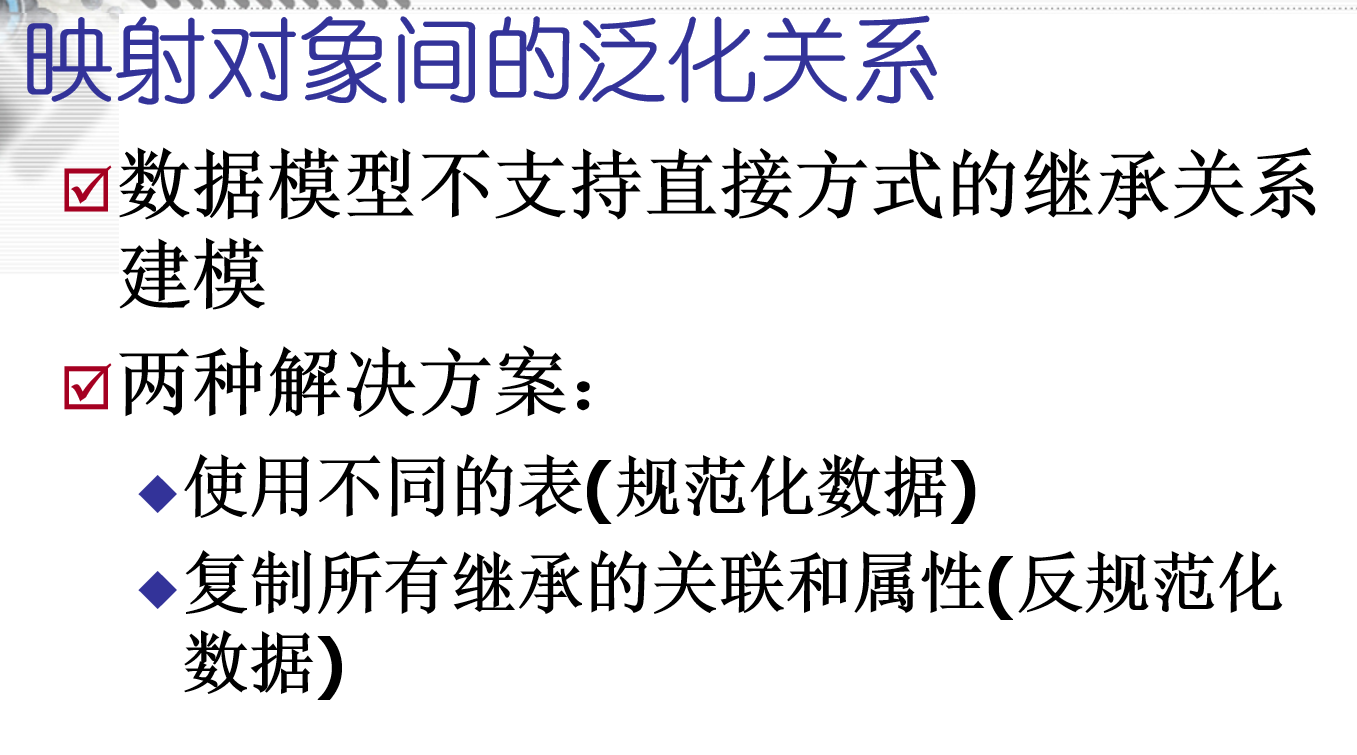 映射对象间的泛化关系
数据模型不支持直接方式的继承关系
建模
两种解决方案：
使用不同的表(规范化数据)
复制所有继承的关联和属性(反规范化
数据)